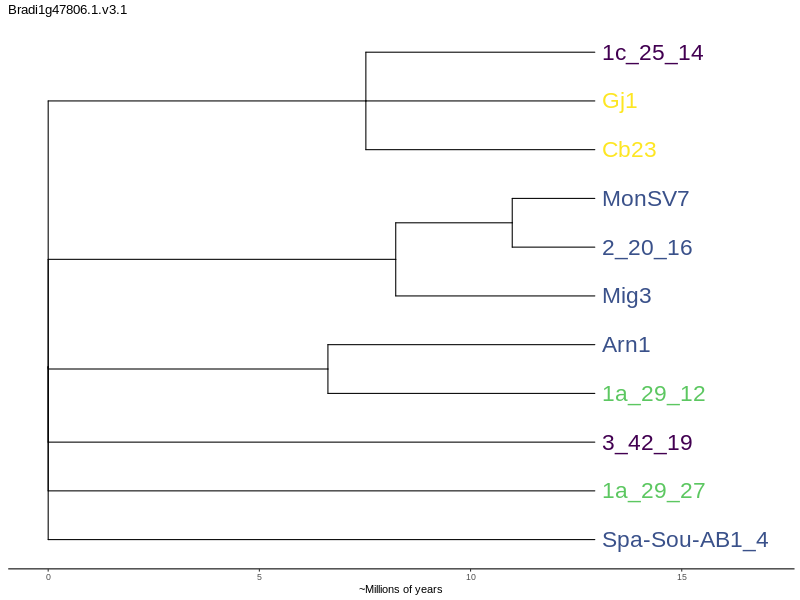 Bradi1g47806.1.v3.1
1c_25_14
Gj1
Cb23
MonSV7
2_20_16
Mig3
Arn1
1a_29_12
3_42_19
1a_29_27
Spa-Sou-AB1_4
0 5 10 15
~Millions of years